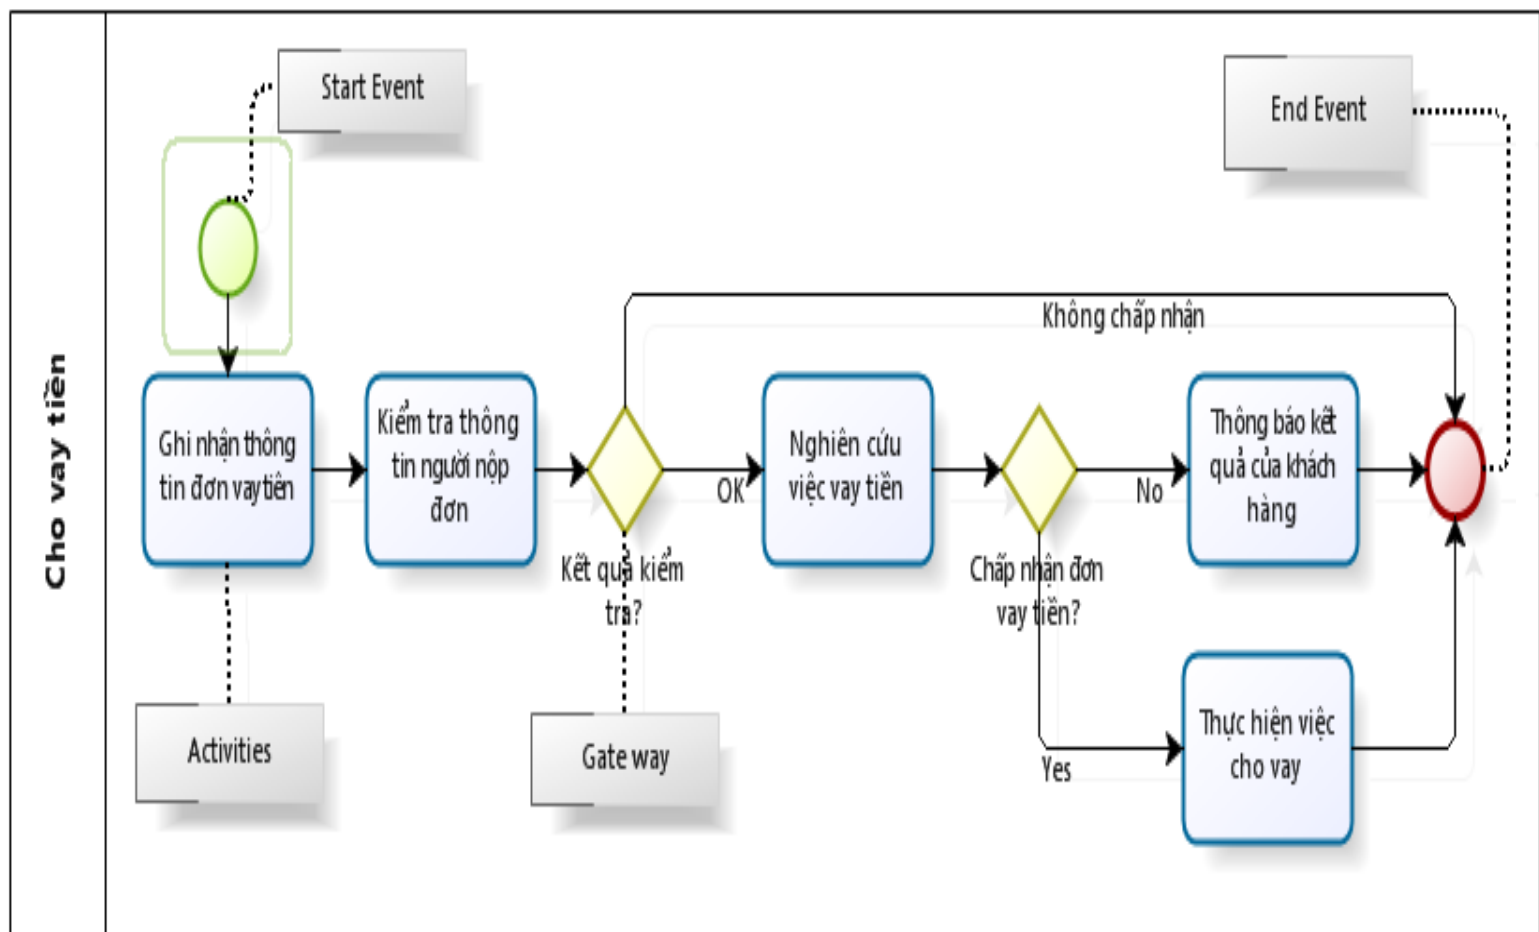 Cho vay tiền
Start Event
End Event
Không chấp nhận
Ghi nhận thông
tin đơn vay tiên
Kiểm tra thông
tin người nộp
đơn
OK
Nghiên cứu
việc vay tiền
No
Thông báo kết
quả của khách
hàng
Kết quả kiểm
tra?
Chấp nhận đơn
vay tiền?
Yes
Thực hiện việc
cho vay
Activities
Gate way